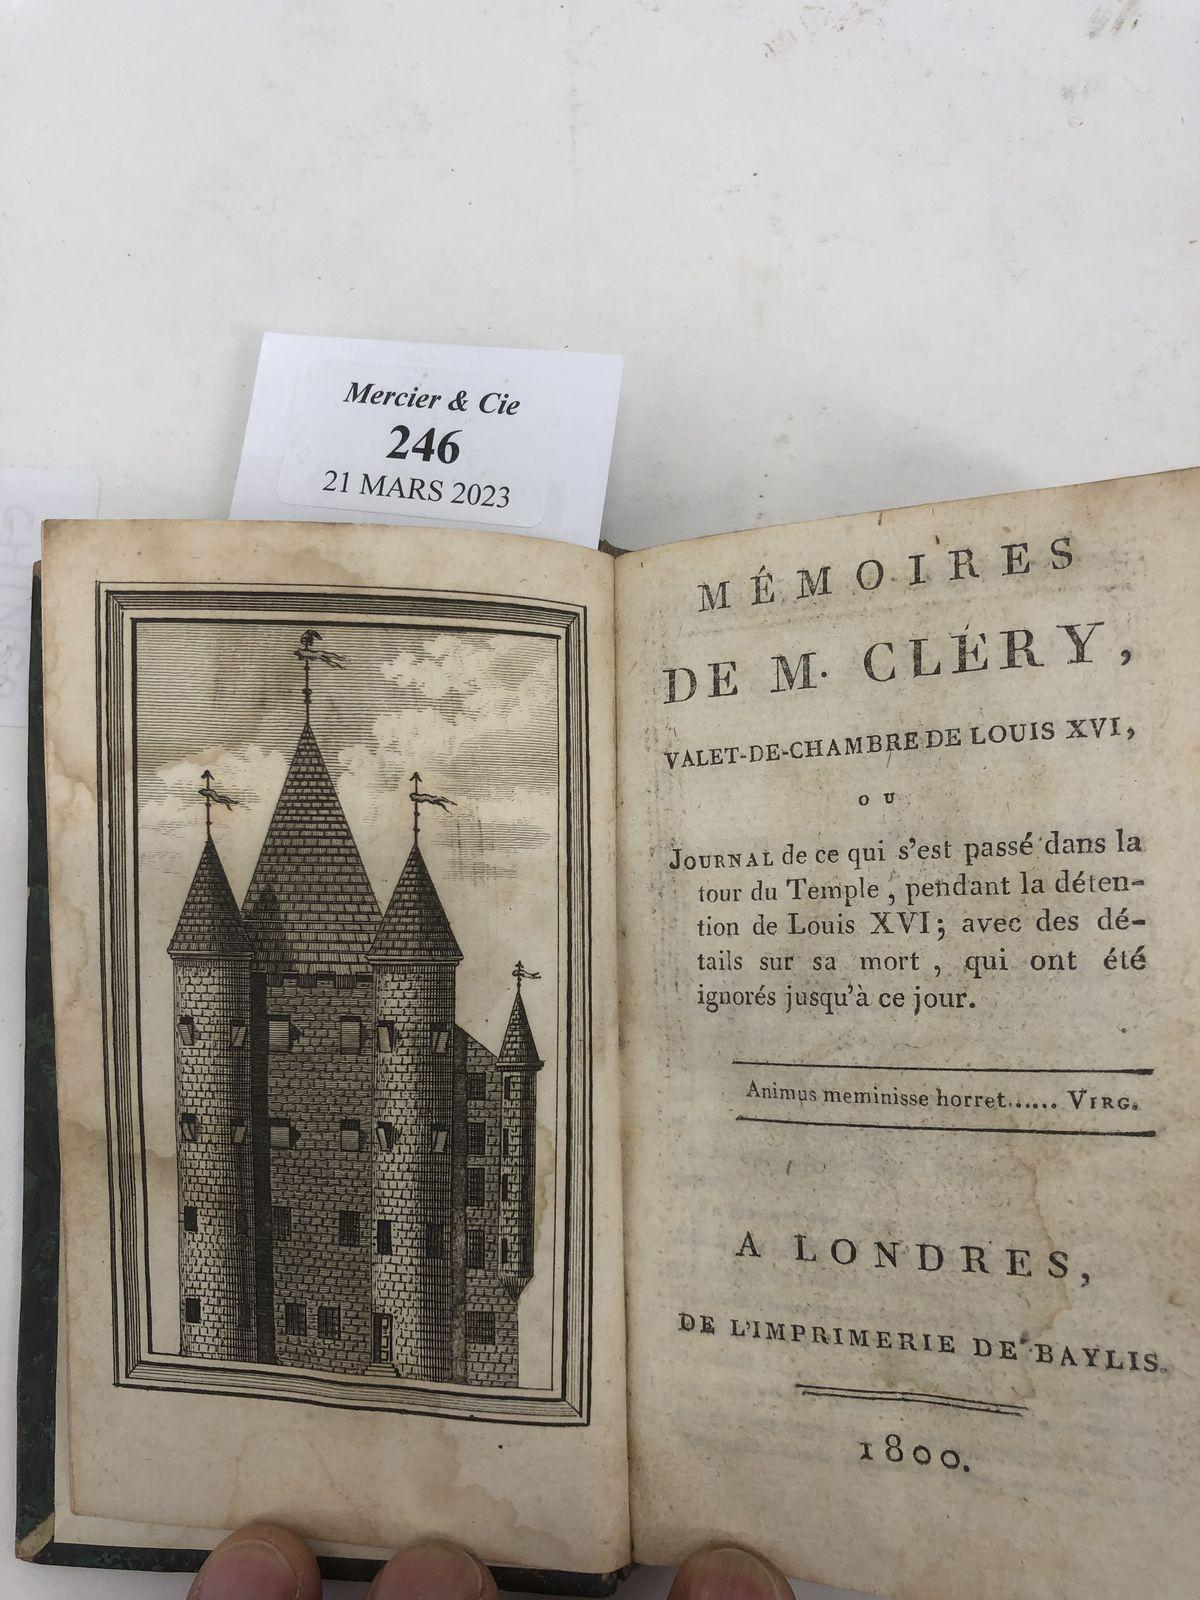 Mercier & Cie
246
21 MARS 2023
MÉMOIRES
DE M. CLÉRY,
VALET-DE-CHAMBRE DE LOUIS XVI,
OU
JOURNAL de ce qui s'est passé dans la
tour du Temple, pendant la déten-
tion de Louis XVI; avec des dé-
tails sur sa mort, qui ont été
ignorés jusqu'à ce jour.
Animus meminisse horret...... VIRG.
A LONDRES,
DE L'IMPRIMERIE DE BAYLIS.
1800.